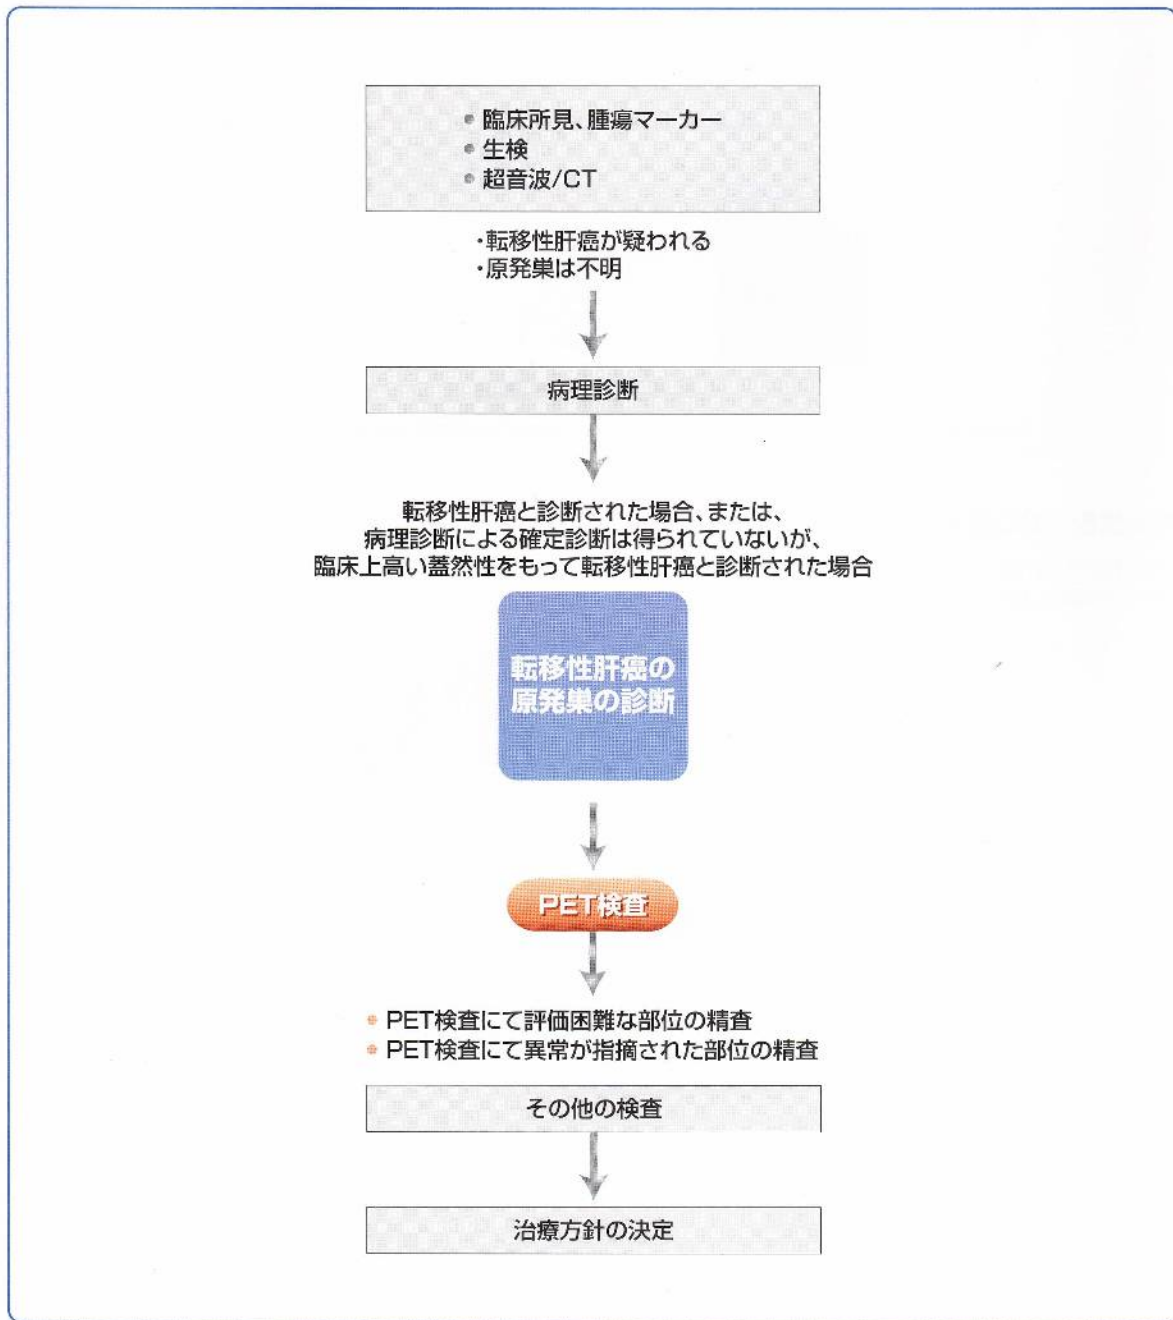 ● 臨床所見、腫瘍マーカー
● 生検
● 超音波/CT
・転移性肝癌が疑われる
・原発巣は不明
病理診断
転移性肝癌と診断された場合、または、
病理診断による確定診断は得られていないが、
臨床上高い蓋然性をもって転移性肝癌と診断された場合
転移性肝癌の
原発巣の診断
PET検査
● PET検査にて評価困難な部位の精査
● PET検査にて異常が指摘された部位の精査
その他の検査
治療方針の決定